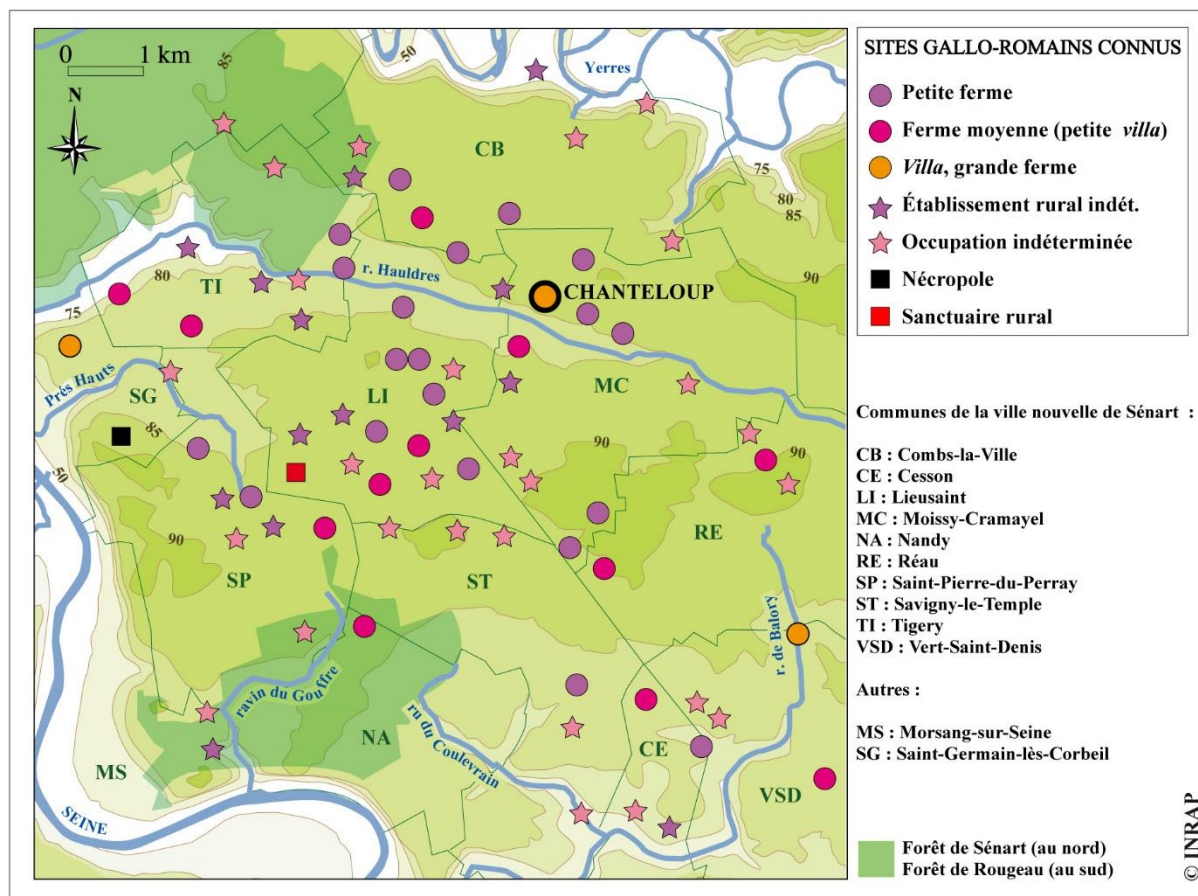 0 1 km
N
50
85
Yerres
CB
75
80
85
90
r. Hauldres
CHANTELOUP
80
TI
75
Prés Hauts
SG
LI
MC
85
50
90
90
90
RE
SP
ST
r. de Balory
ravin du Gouffre
ru du Coulevrain
NA
CE
MS
VSD
SEINE
SITES GALLO-ROMAINS CONNUS
Petite ferme
Ferme moyenne (petite villa)
Villa, grande ferme
Établissement rural indét.
Occupation indéterminée
Nécropole
Sanctuaire rural
Communes de la ville nouvelle de Sénart :
CB : Combs-la-Ville
CE : Cesson
LI : Lieusaint
MC : Moissy-Cramayel
NA : Nandy
RE : Réau
SP : Saint-Pierre-du-Perray
ST : Savigny-le-Temple
TI : Tigery
VSD : Vert-Saint-Denis
Autres :
MS : Morsang-sur-Seine
SG : Saint-Germain-lès-Corbeil
Forêt de Sénart (au nord)
Forêt de Rougeau (au sud)
© INRAP